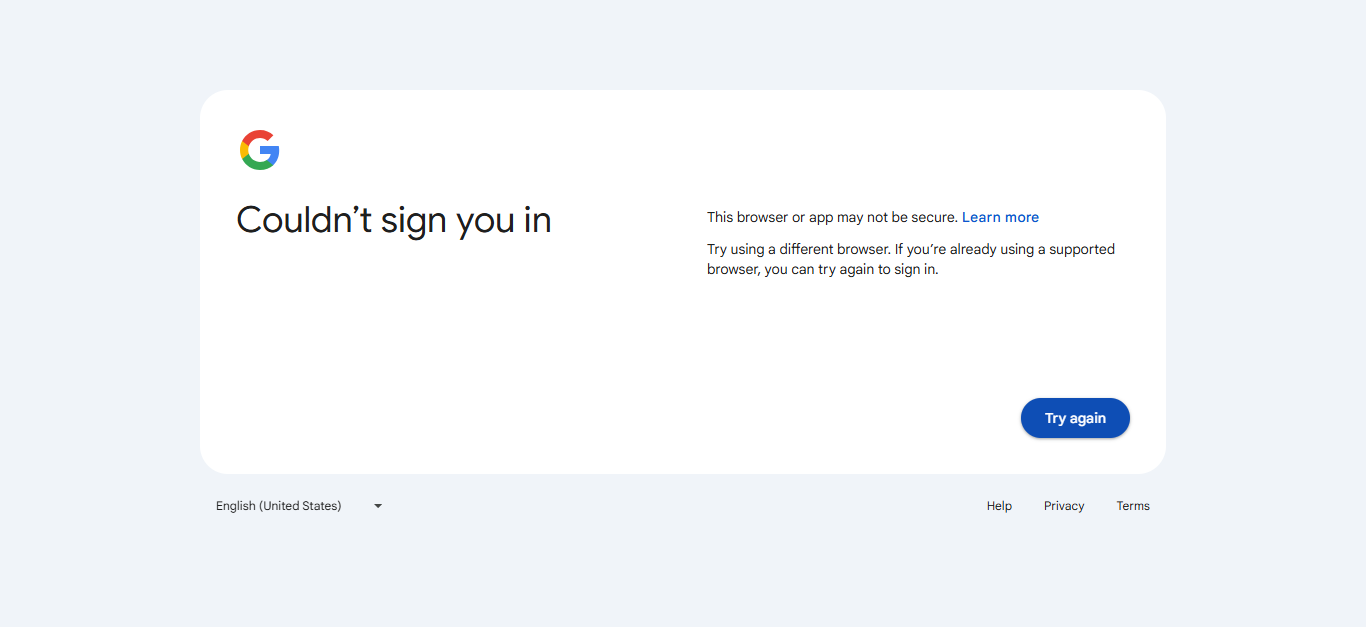 Couldn’t sign you in
This browser or app may not be secure. Learn more
Try using a different browser. If you’re already using a supported
browser, you can try again to sign in.
Try again
English (United States)
Help
Privacy
Terms